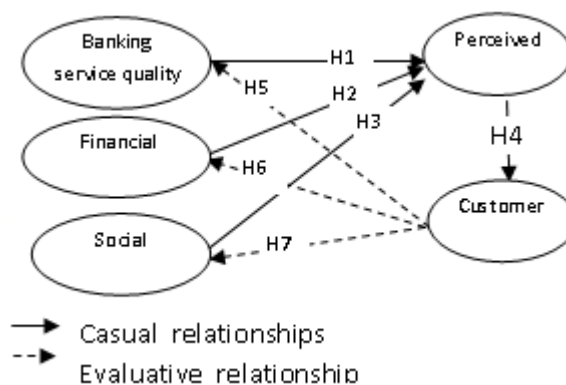 Banking
service quality
Perceived
H1
H5
H2
H3
Financial
H4
H6
Customer
Social
H7
Casual relationships
Evaluative relationship